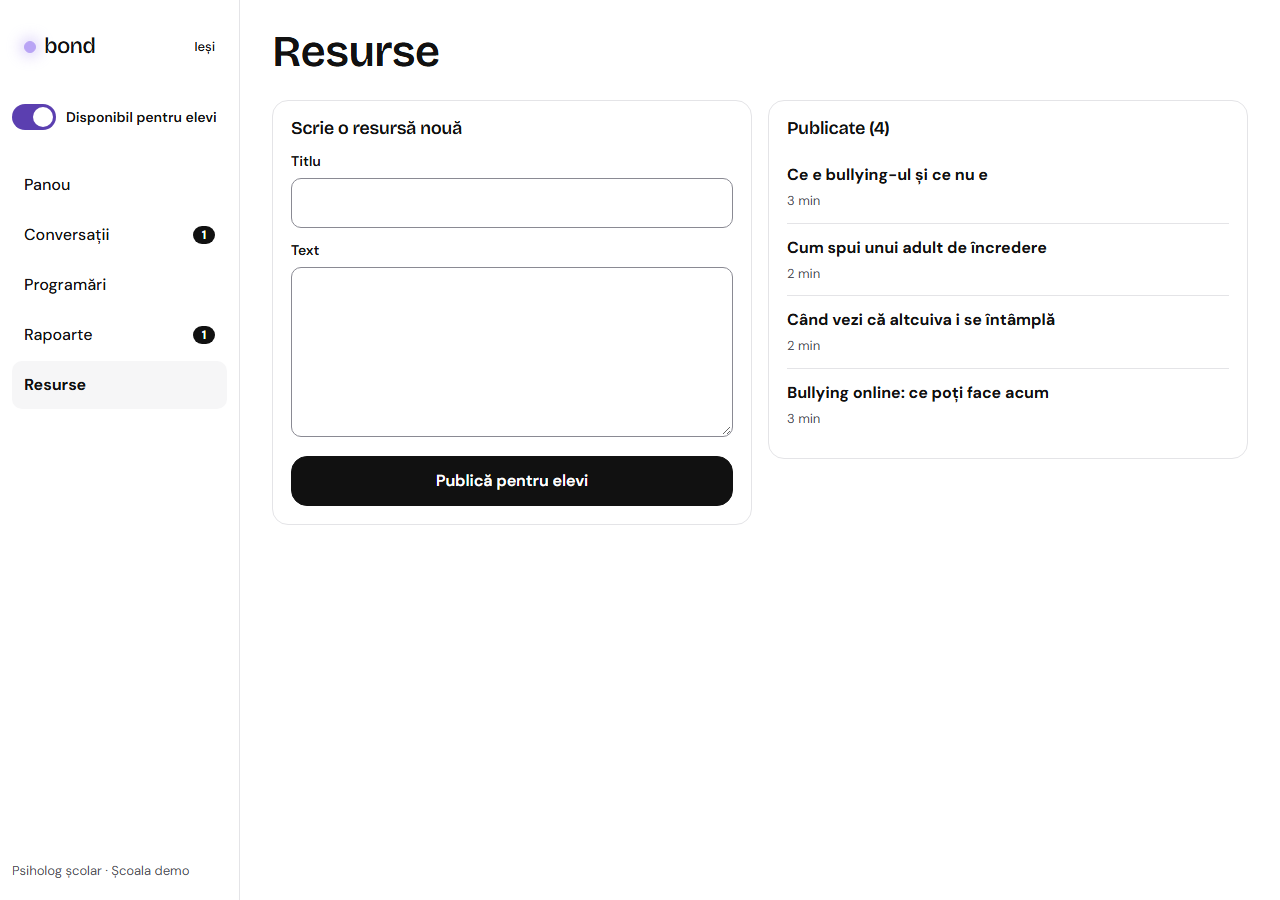 bond
Ieși
Disponibil pentru elevi
Panou
Conversații 1
Programări
Rapoarte 1
Resurse
Psiholog școlar · Școala demo
Resurse
Scrie o resursă nouă
Titlu
Text
Publică pentru elevi
Publicate (4)
Ce e bullying-ul și ce nu e
3 min
Cum spui unui adult de încredere
2 min
Când vezi că altcuiva i se întâmplă
2 min
Bullying online: ce poți face acum
3 min